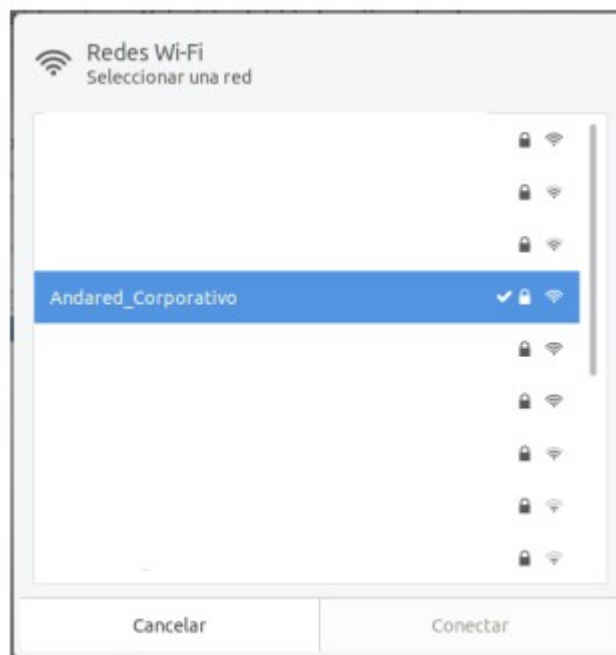 Redes Wi-Fi
Seleccionar una red
Andared_Corporativo
Cancelar
Conectar